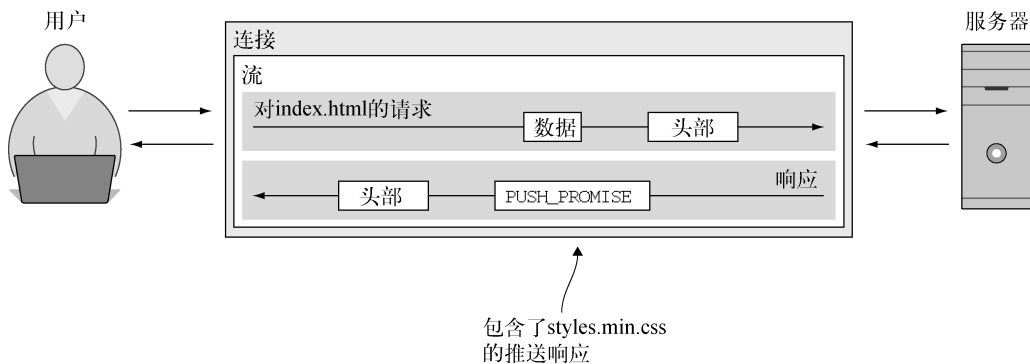 用户
服务器
连接
流
对index.html的请求
数据
头部
响应
头部
PUSH_PROMISE
包含了styles.min.css
的推送响应